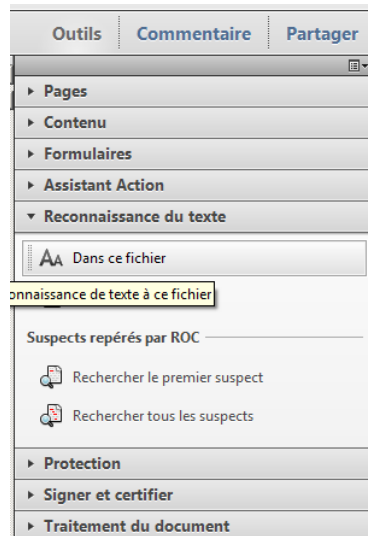 Outils Commentaire Partager
Pages
Contenu
Formulaires
Assistant Action
Reconnaissance du texte
Dans ce fichier
onnaissance de texte à ce fichier
Suspects repérés par ROC
Rechercher le premier suspect
Rechercher tous les suspects
Protection
Signer et certifier
Traitement du document